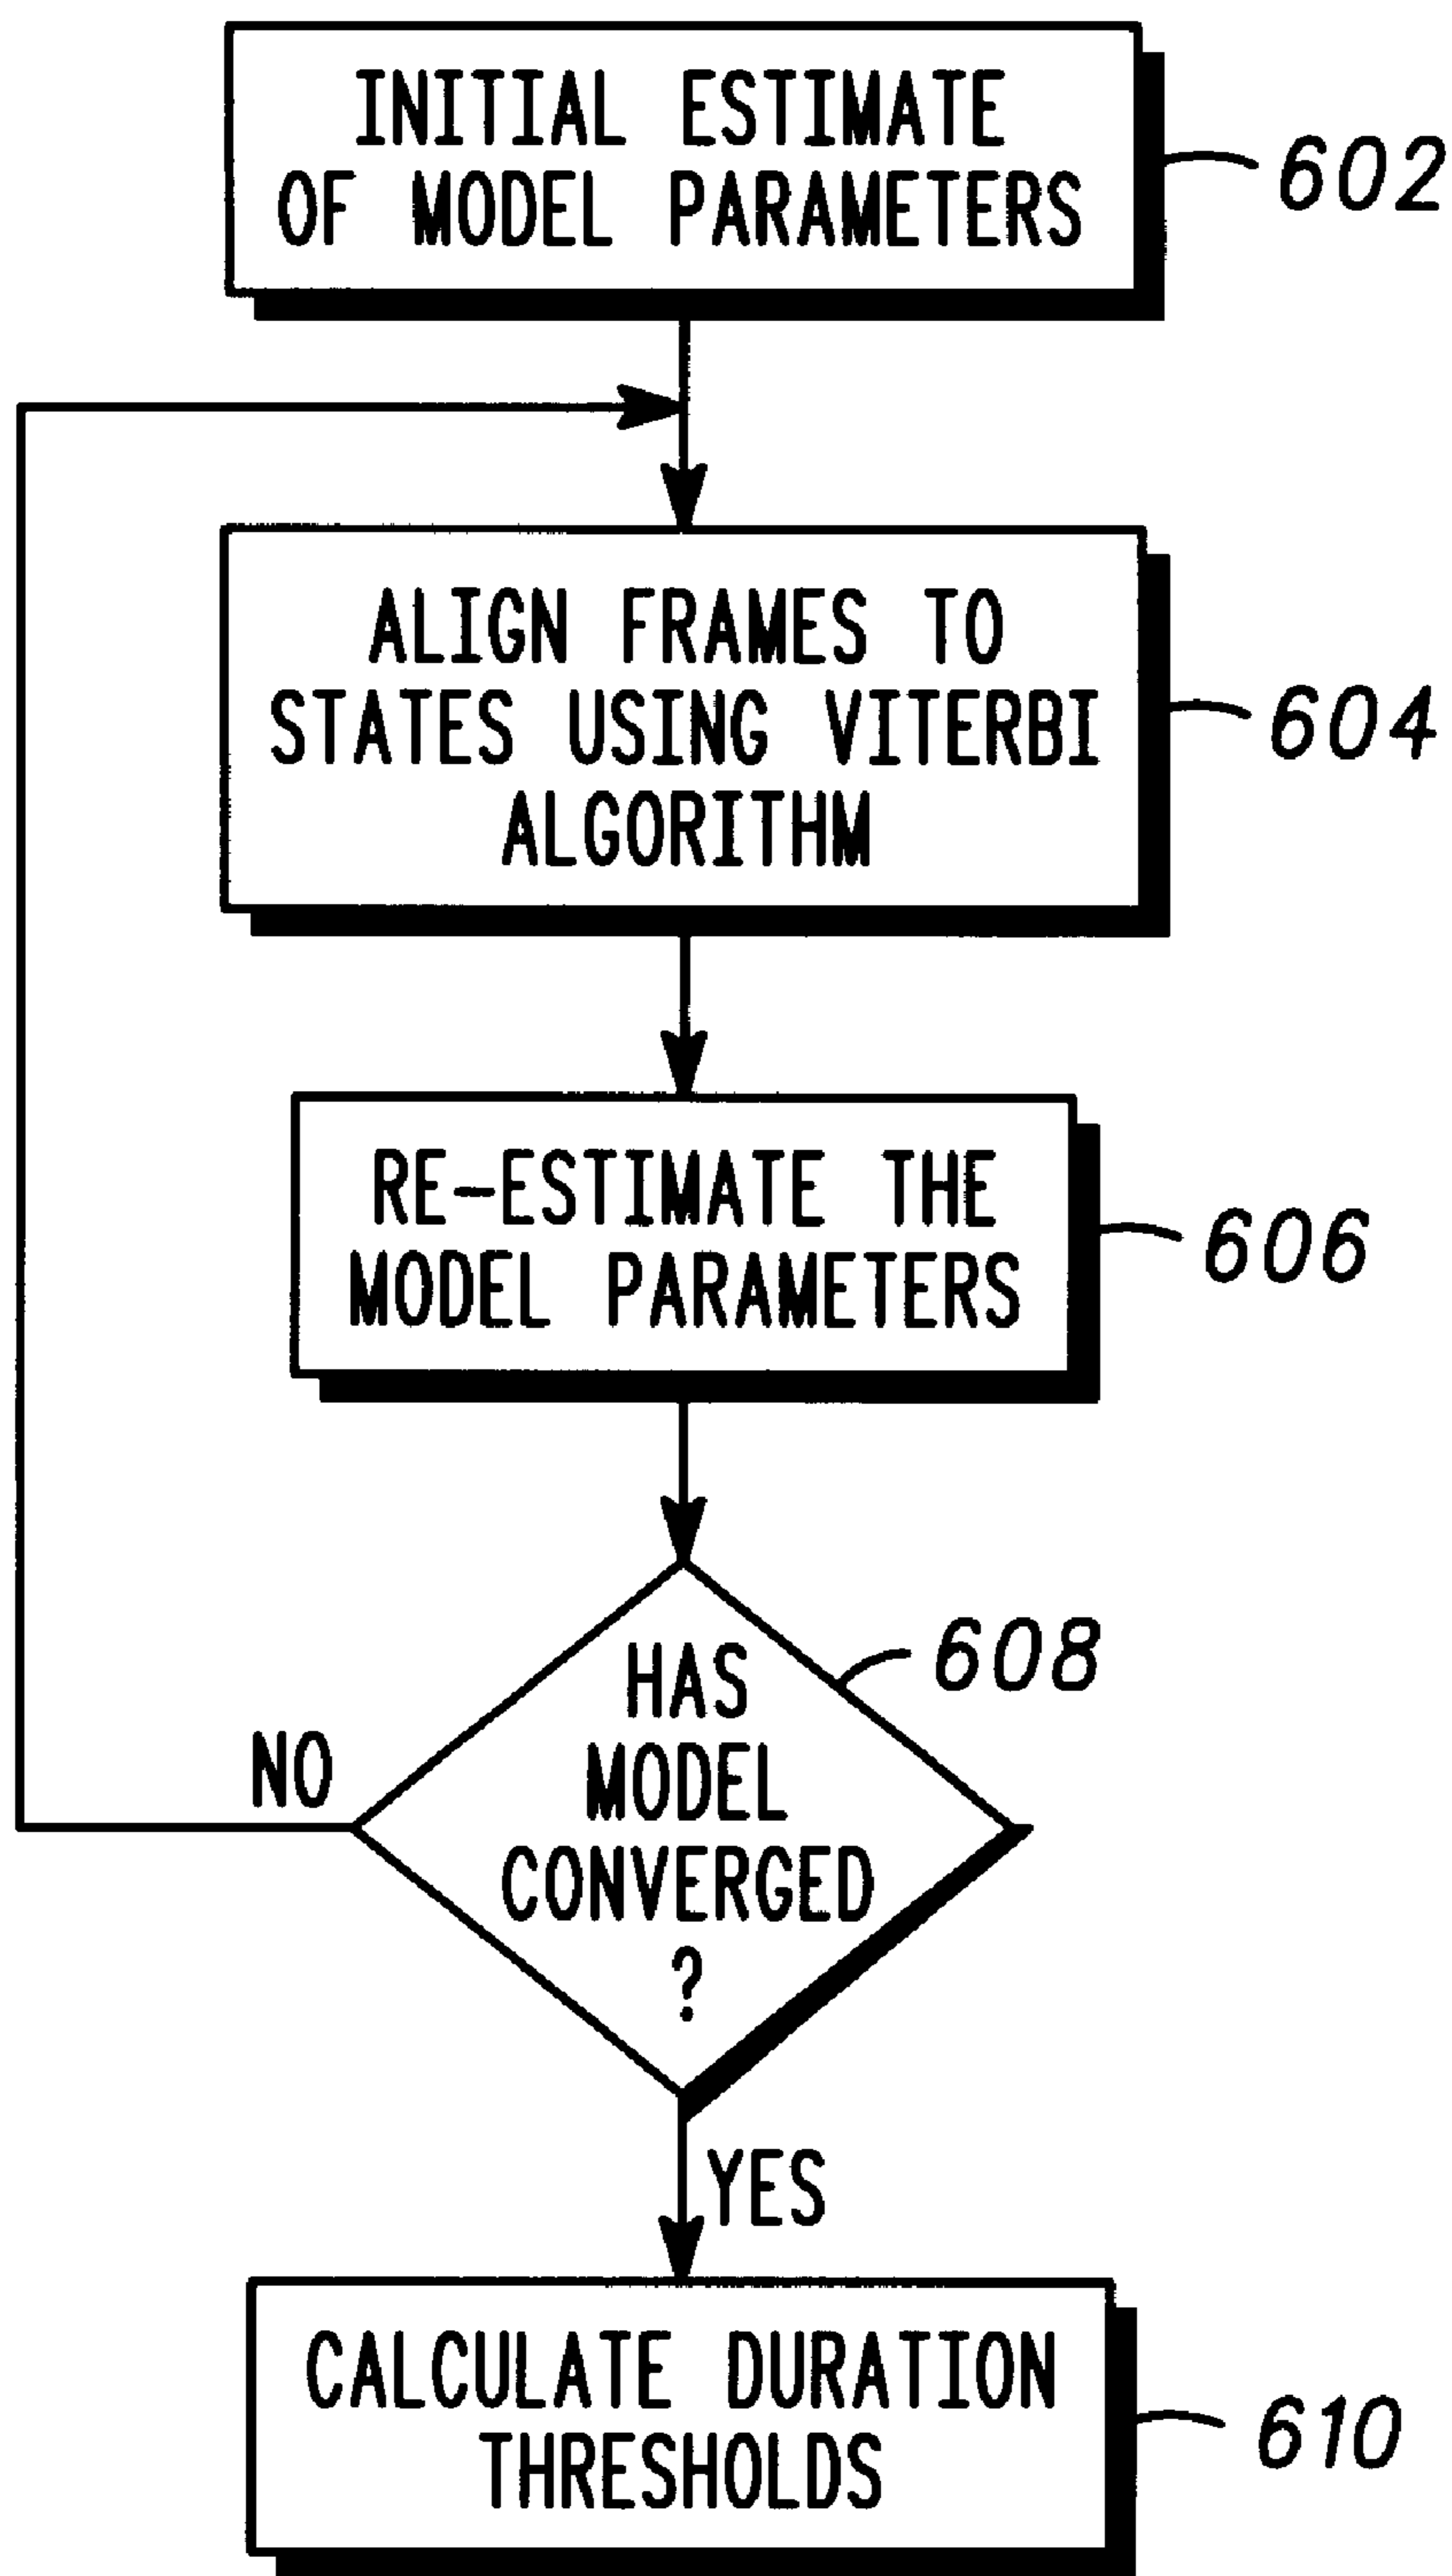 INITIAL ESTIMATE
OF MODEL PARAMETERS
602
ALIGN FRAMES TO
STATES USING VITERBI
ALGORITHM
604
RE-ESTIMATE THE
MODEL PARAMETERS
606
HAS
MODEL
CONVERGED
?
608
NO
YES
CALCULATE DURATION
THRESHOLDS
610